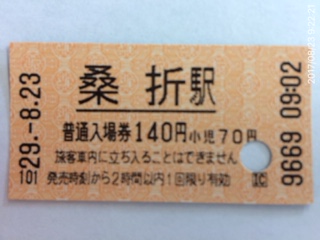 桑折駅
普通入場券140円小児70円
旅客車内に立ち入ることはできません
発売時刻から2時間以内1回限り有効
29.-8.23
101
9669 09:02